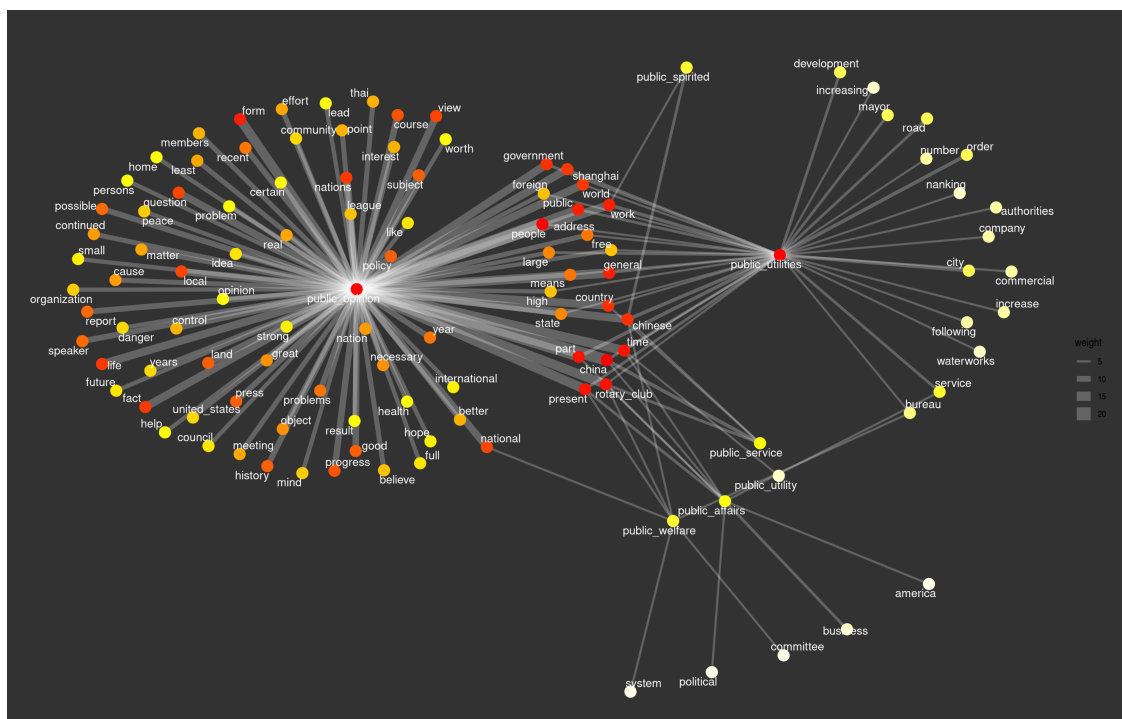 public_spirited
development
increasing
mayor
road
number
order
nanking
authorities
company
city
commercial
increase
following
waterworks
service
bureau
public_utilities
thai
effort
lead
view
form
community
point
course
members
recent
interest
worth
home
least
certain
nations
subject
persons
question
possible
peace
problem
league
like
continued
real
small
matter
idea
policy
cause
local
organization
opinion
public_opinion
report
danger
control
strong
nation
year
speaker
life
years
land
great
necessary
future
international
fact
united_states
press
problems
health
better
help
council
object
result
hope
national
meeting
good
full
history
mind
progress
believe
government
shanghai
foreign
world
public
work
address
people
free
large
general
means
high
country
state
chinese
part
time
china
present
rotary_club
public_service
public_utility
public_affairs
public_welfare
america
business
committee
political
system
weight
5
10
15
20